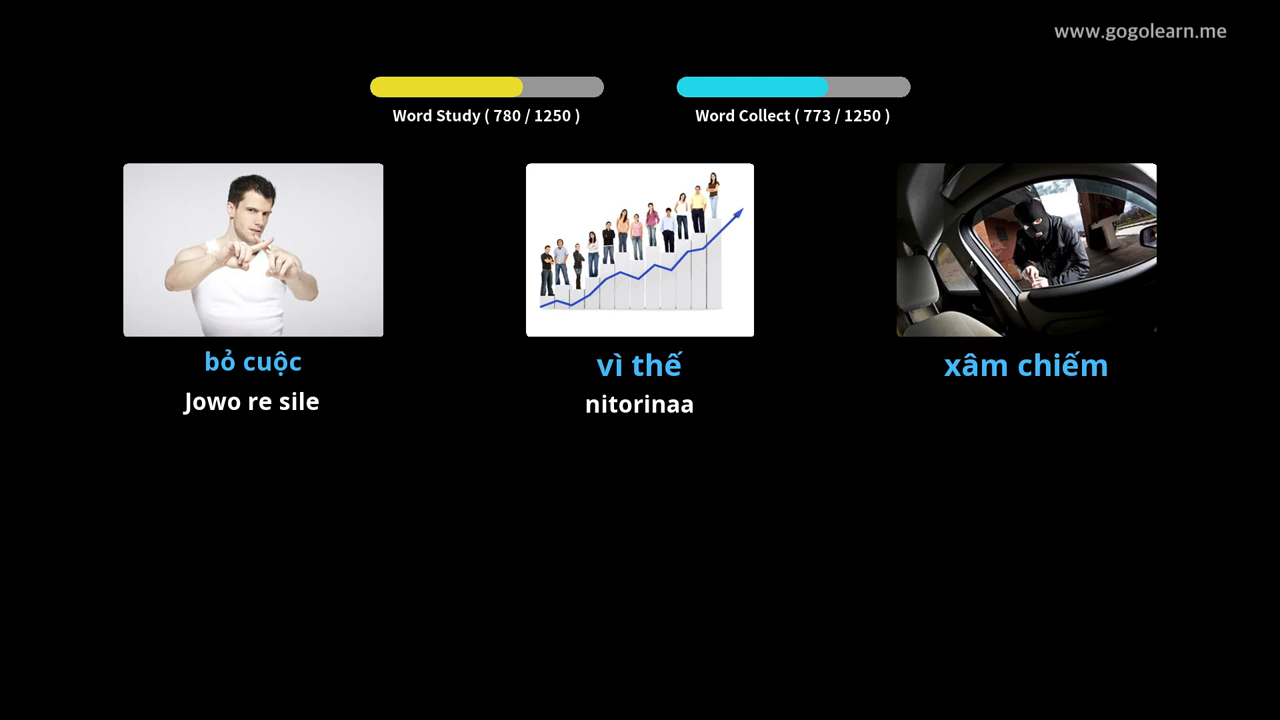 www.gogolearn.me
Word Study ( 780 / 1250 )
Word Collect ( 773 / 1250 )
bỏ cuộc
Jowo re sile
vì thế
nitorinaa
xâm chiếm